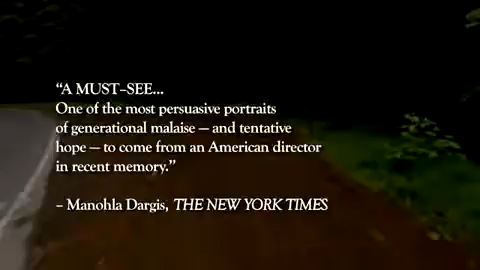 “A MUST–SEE...
One of the most persuasive portraits
of generational malaise — and tentative
hope — to come from an American director
in recent memory.”
– Manohla Dargis, THE NEW YORK TIMES